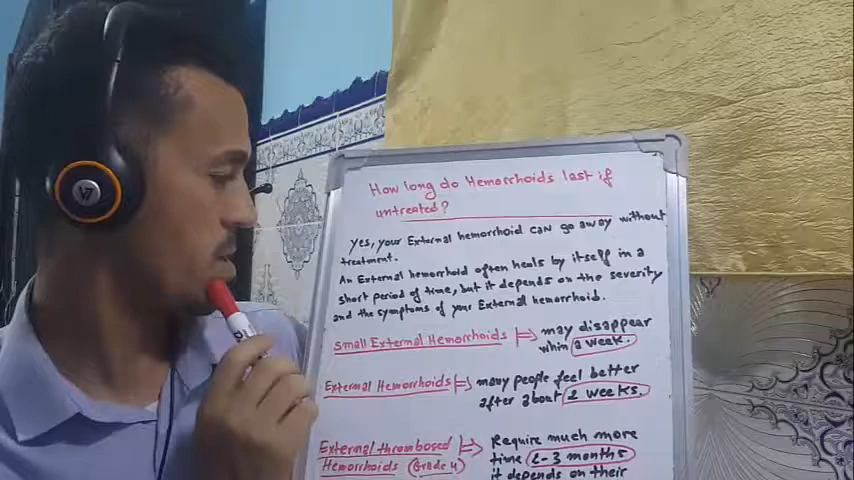 How long do Hemorrhoids last if
untreated?
Yes, your External hemorrhoid can go away without
treatment.
An External hemorrhoid often heals by itself in a
short period of time, but it depends on the severity
and the symptoms of your External hemorrhoid.
small External Hemorrhoids ⇒ may disappear
whin a weak.
External Hemorrhoids ⇒ many people feel better
after about 2 weeks.
External thrombosed ⇒ Require much more
Hemorrhoids (Grade 4) time 2-3 months
it depends on their